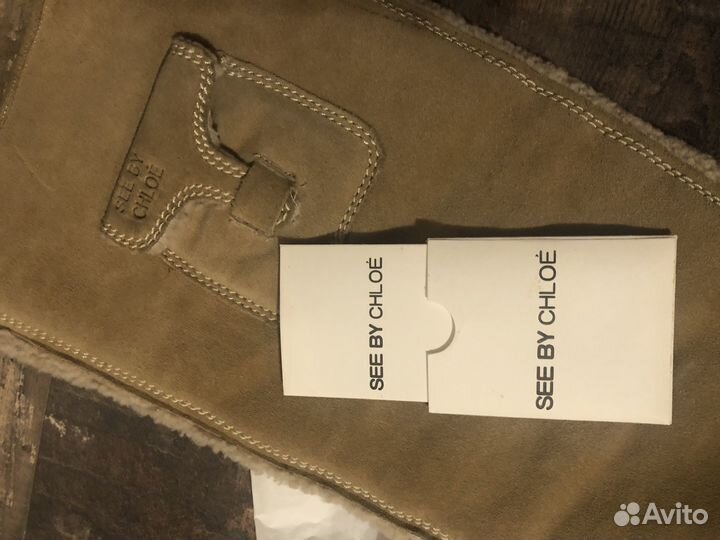 SEE BY
CHLOÉ
SEE BY CHLOÉ
SEE BY CHLOÉ
Avito